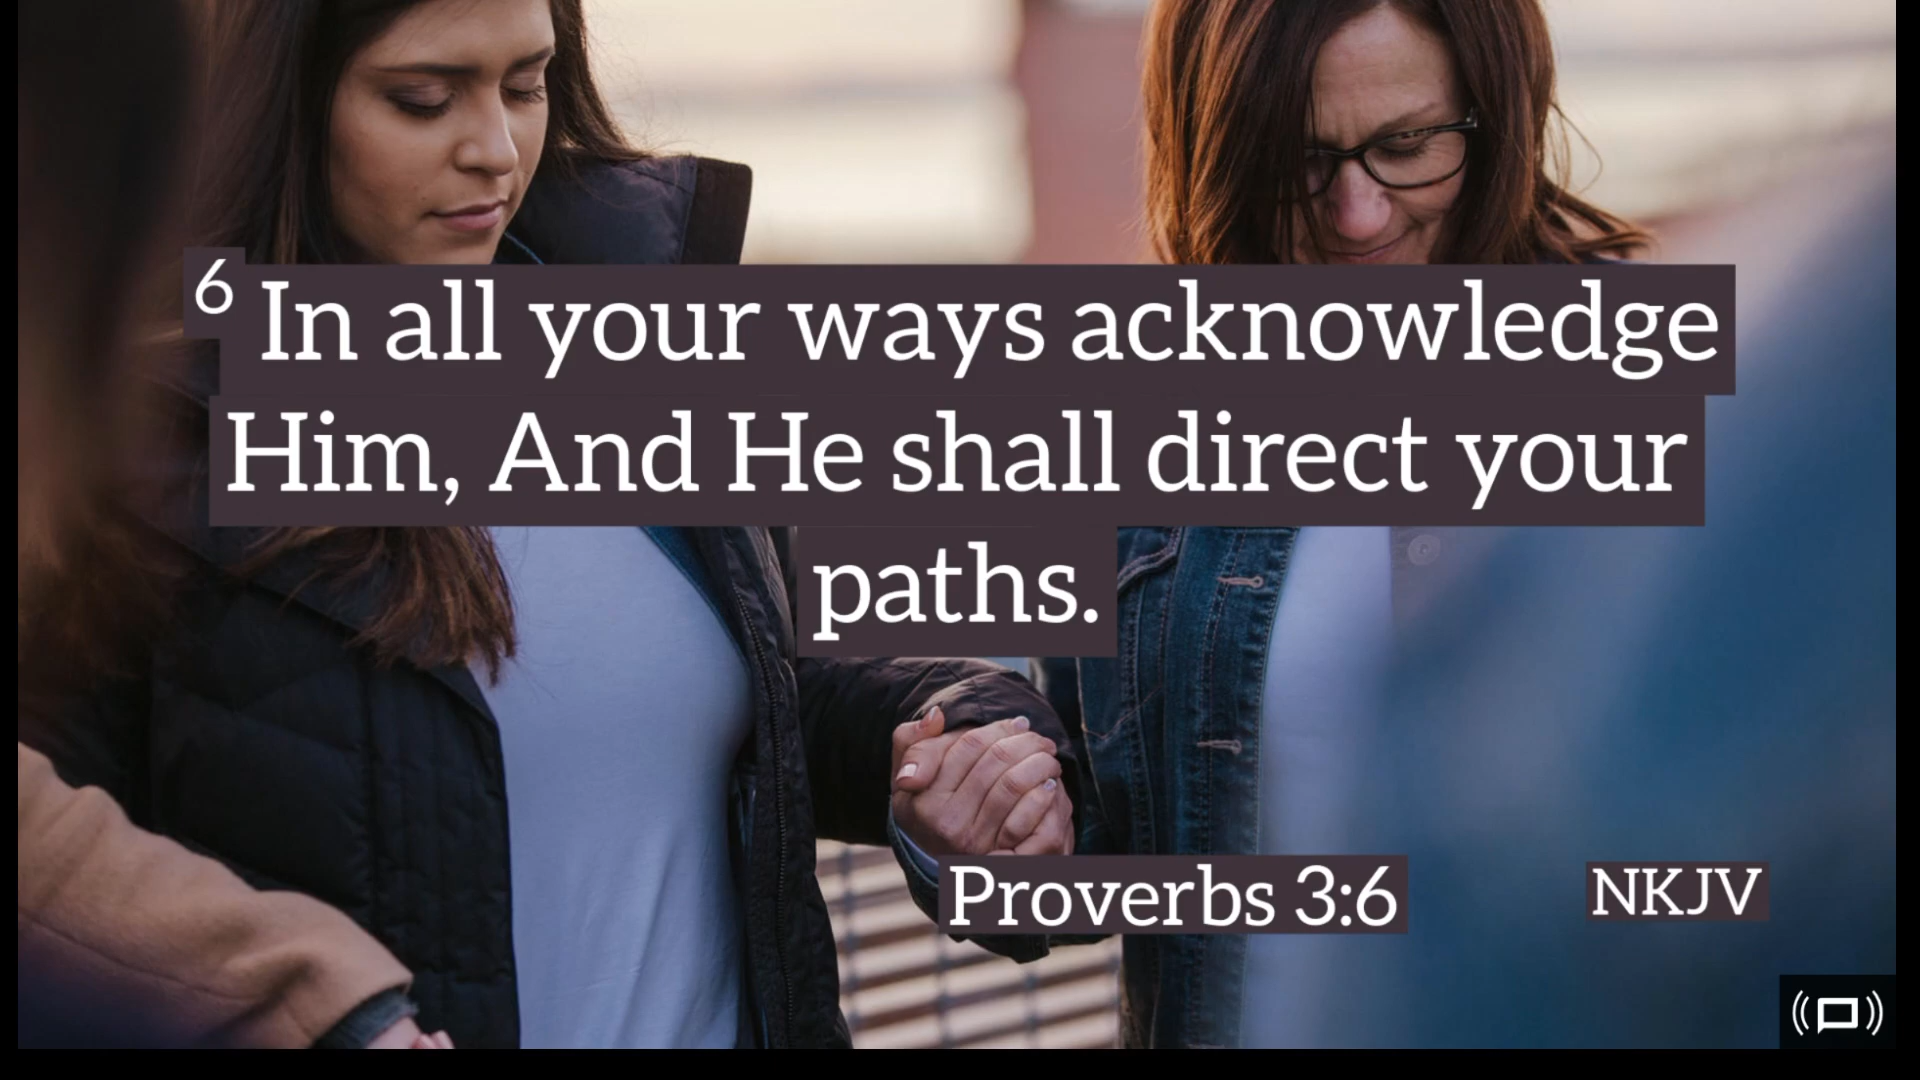 6 In all your ways acknowledge
Him, And He shall direct your
paths.
Proverbs 3:6
NKJV